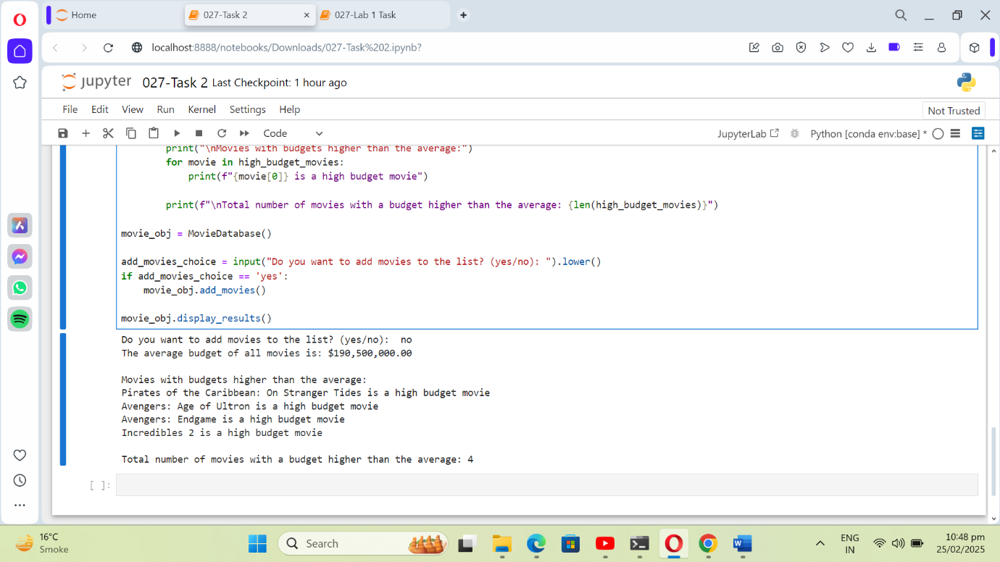 Home
027-Task 2
027-Lab 1 Task
localhost:8888/notebooks/Downloads/027-Task%202.ipynb?
jupyter 027-Task 2 Last Checkpoint: 1 hour ago
File Edit View Run Kernel Settings Help
Not Trusted
Code
JupyterLab
Python [conda env:base] *
print("\nMovies with budgets higher than the average:")
for movie in high_budget_movies:
print(f"{movie[0]} is a high budget movie")
print(f"\nTotal number of movies with a budget higher than the average: {len(high_budget_movies)}")
movie_obj = MovieDatabase()
add_movies_choice = input("Do you want to add movies to the list? (yes/no): ").lower()
if add_movies_choice == 'yes':
movie_obj.add_movies()
movie_obj.display_results()
Do you want to add movies to the list? (yes/no):  no
The average budget of all movies is: $190,500,000.00
Movies with budgets higher than the average:
Pirates of the Caribbean: On Stranger Tides is a high budget movie
Avengers: Age of Ultron is a high budget movie
Avengers: Endgame is a high budget movie
Incredibles 2 is a high budget movie
Total number of movies with a budget higher than the average: 4
[ ]:
16°C
Smoke
Search
ENG
IN
10:48 pm
25/02/2025